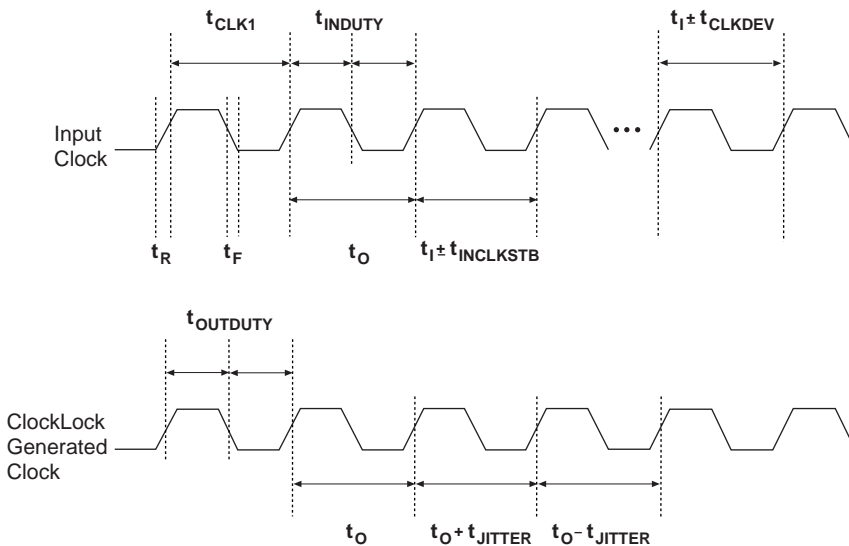 tCLK1 tINDUTY tI ± tCLKDEV
Input
Clock
•••
tR tF tO tI ± tINCLKSTB
tOUTDUTY
ClockLock
Generated
Clock
tO tO + tJITTER tO – tJITTER